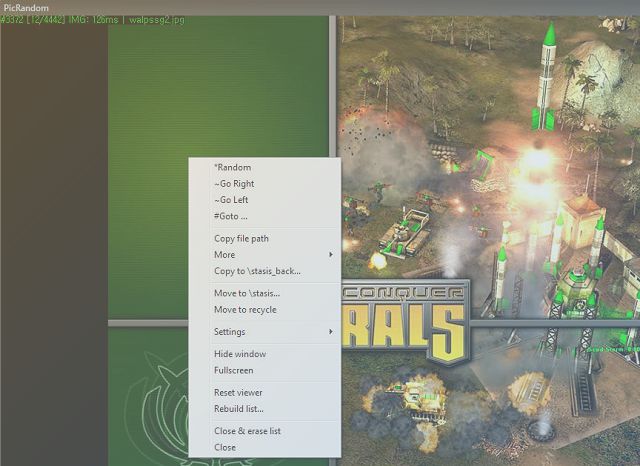 PicRandom
#3372 [12/4442] IMG: 126ms | walpssg2.jpg
*Random
~Go Right
~Go Left
#Goto ...
Copy file path
More
Copy to \stasis_back...
Move to \stasis...
Move to recycle
Settings
Hide window
Fullscreen
Reset viewer
Rebuild list...
Close & erase list
Close
CONQUER
RALS